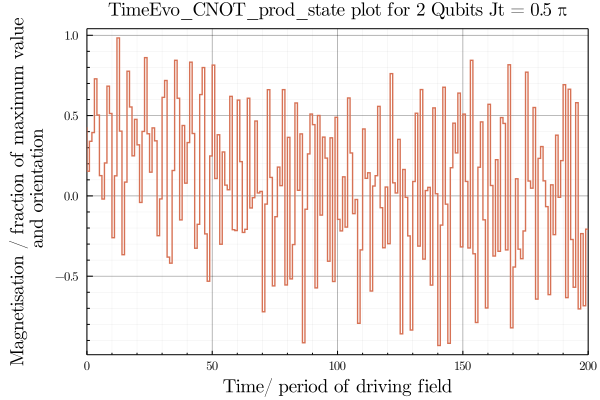 TimeEvo_CNOT_prod_state plot for 2 Qubits Jt = 0.5 π
Magnetisation / fraction of maximum value
and orientation
1.0
0.5
0.0
−0.5
0 50 100 150 200
Time/ period of driving field